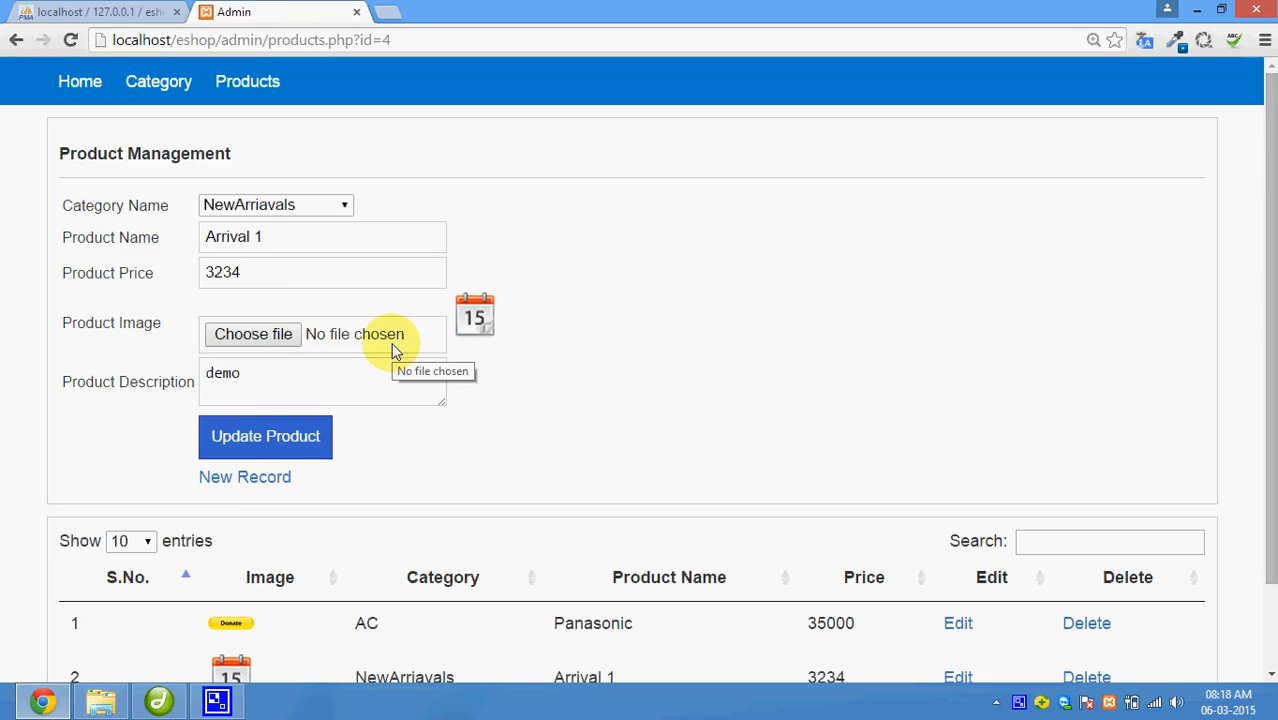 localhost / 127.0.0.1 / esh
Admin
localhost/eshop/admin/products.php?id=4
Home Category Products
Product Management
Category Name NewArriavals
Product Name Arrival 1
Product Price 3234
15
Product Image Choose file No file chosen
No file chosen
Product Description demo
Update Product
New Record
Show 10 entries Search:
S.No. Image Category Product Name Price Edit Delete
1 Donate AC Panasonic 35000 Edit Delete
2 15 NewArriavals Arrival 1 3234 Edit Delete
08:18 AM
06-03-2015